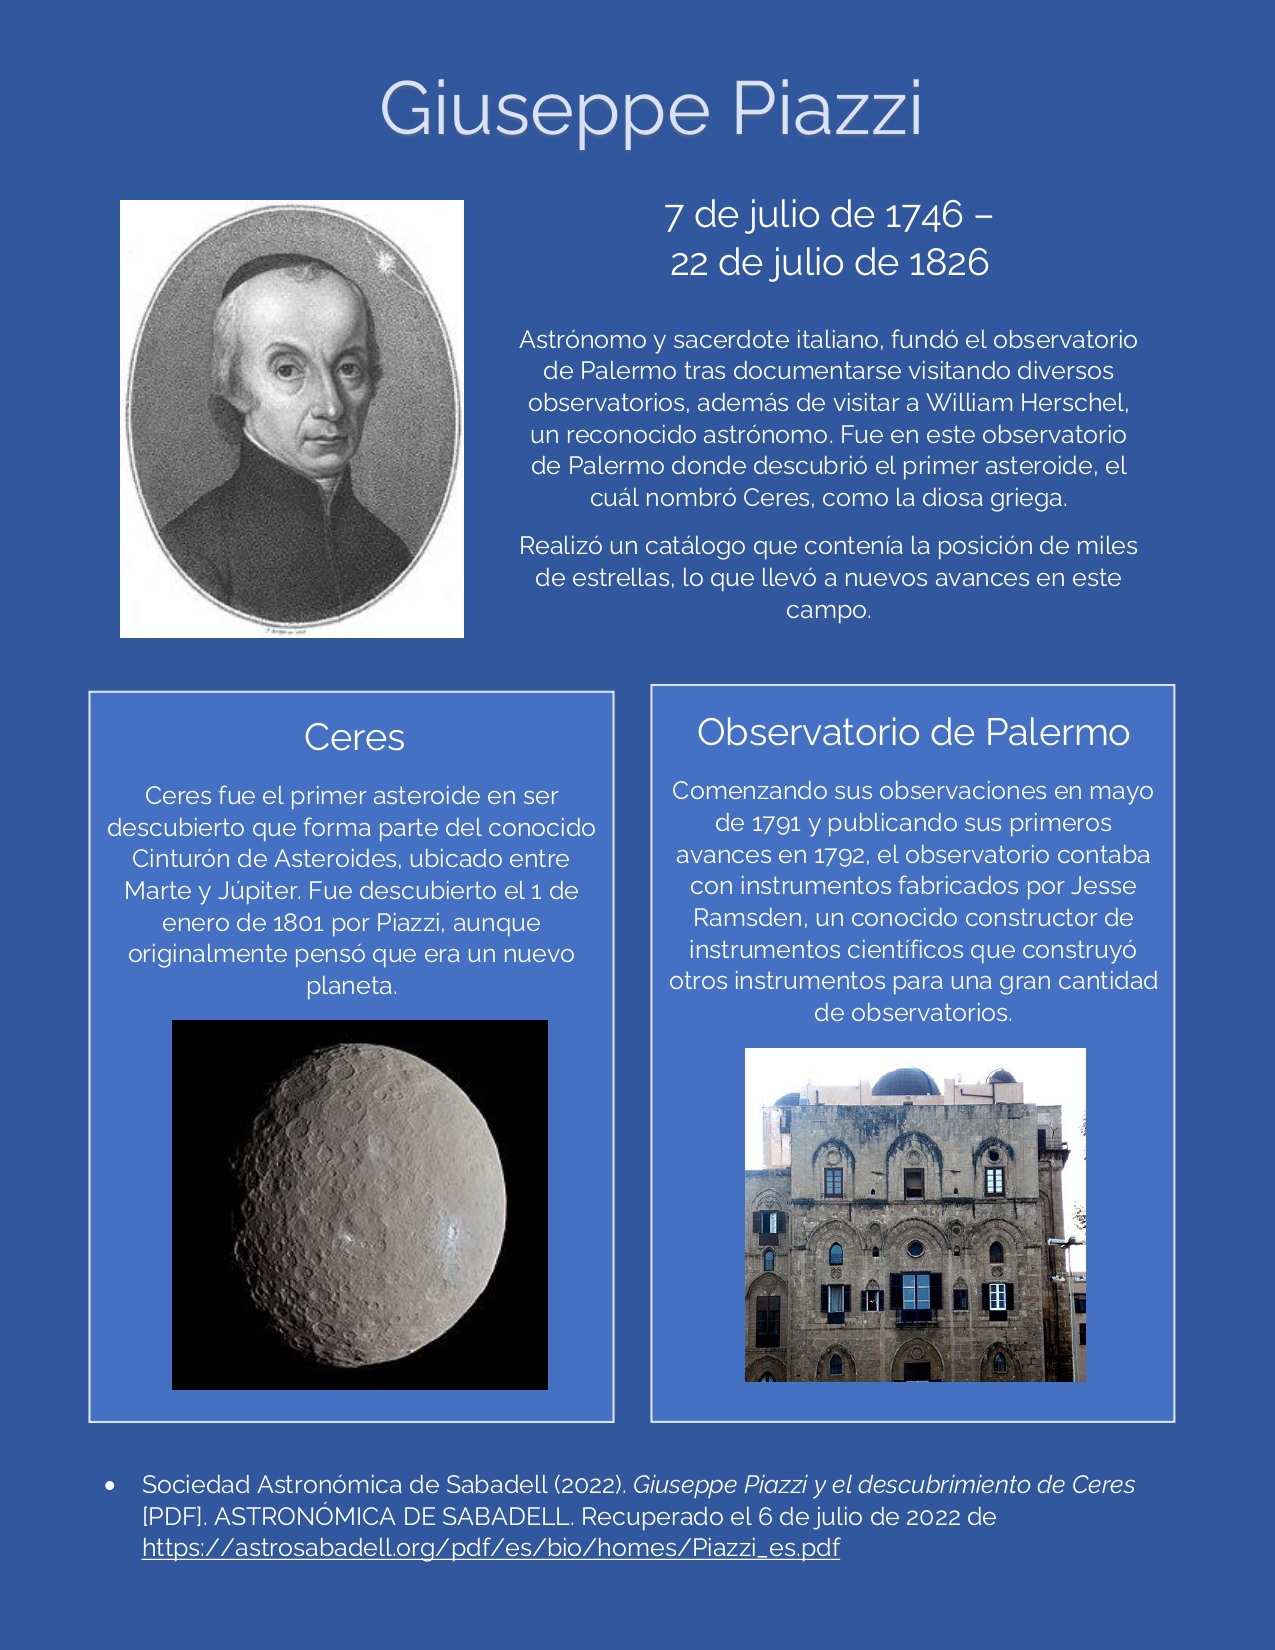 Giuseppe Piazzi
7 de julio de 1746 –
22 de julio de 1826
Astrónomo y sacerdote italiano, fundó el observatorio
de Palermo tras documentarse visitando diversos
observatorios, además de visitar a William Herschel,
un reconocido astrónomo. Fue en este observatorio
de Palermo donde descubrió el primer asteroide, el
cuál nombró Ceres, como la diosa griega.
Realizó un catálogo que contenía la posición de miles
de estrellas, lo que llevó a nuevos avances en este
campo.
Ceres
Ceres fue el primer asteroide en ser
descubierto que forma parte del conocido
Cinturón de Asteroides, ubicado entre
Marte y Júpiter. Fue descubierto el 1 de
enero de 1801 por Piazzi, aunque
originalmente pensó que era un nuevo
planeta.
Observatorio de Palermo
Comenzando sus observaciones en mayo
de 1791 y publicando sus primeros
avances en 1792, el observatorio contaba
con instrumentos fabricados por Jesse
Ramsden, un conocido constructor de
instrumentos científicos que construyó
otros instrumentos para una gran cantidad
de observatorios.
• Sociedad Astronómica de Sabadell (2022). Giuseppe Piazzi y el descubrimiento de Ceres
[PDF]. ASTRONÓMICA DE SABADELL. Recuperado el 6 de julio de 2022 de
https://astrosabadell.org/pdf/es/bio/homes/Piazzi_es.pdf